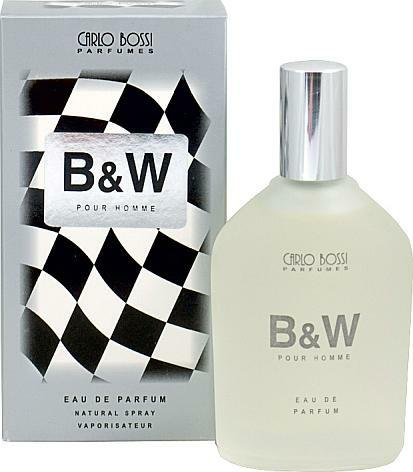 CARLO BOSSI
PARFUMES
B&W
POUR HOMME
EAU DE PARFUM
NATURAL SPRAY
VAPORISATEUR
CARLO BOSSI
PARFUMES
B&W
POUR HOMME
EAU DE
PARFUM